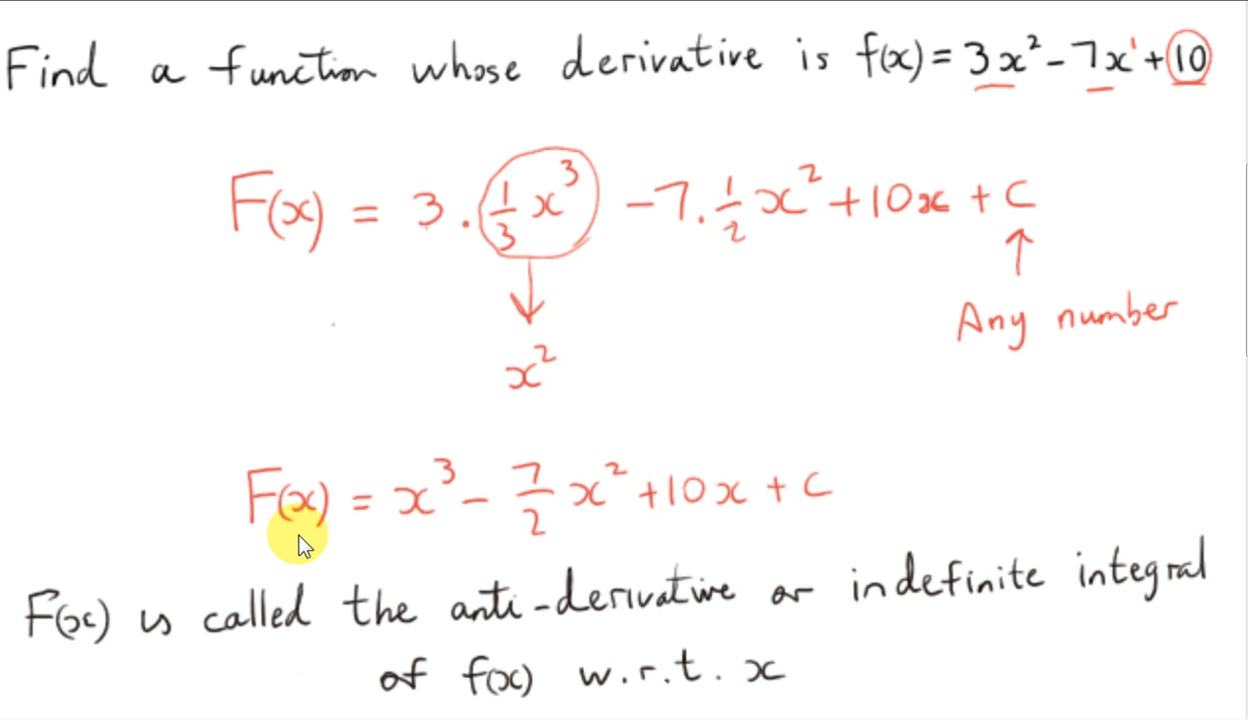 Find a function whose derivative is f(x) = 3x² - 7x¹ + 10
F(x) = 3 . 1/3 x³ - 7 . 1/2 x² + 10x + C
↑
↓
Any number
x²
F(x) = x³ - 7/2 x² + 10x + C
F(x) is called the anti-derivative or indefinite integral
of f(x) w.r.t. x